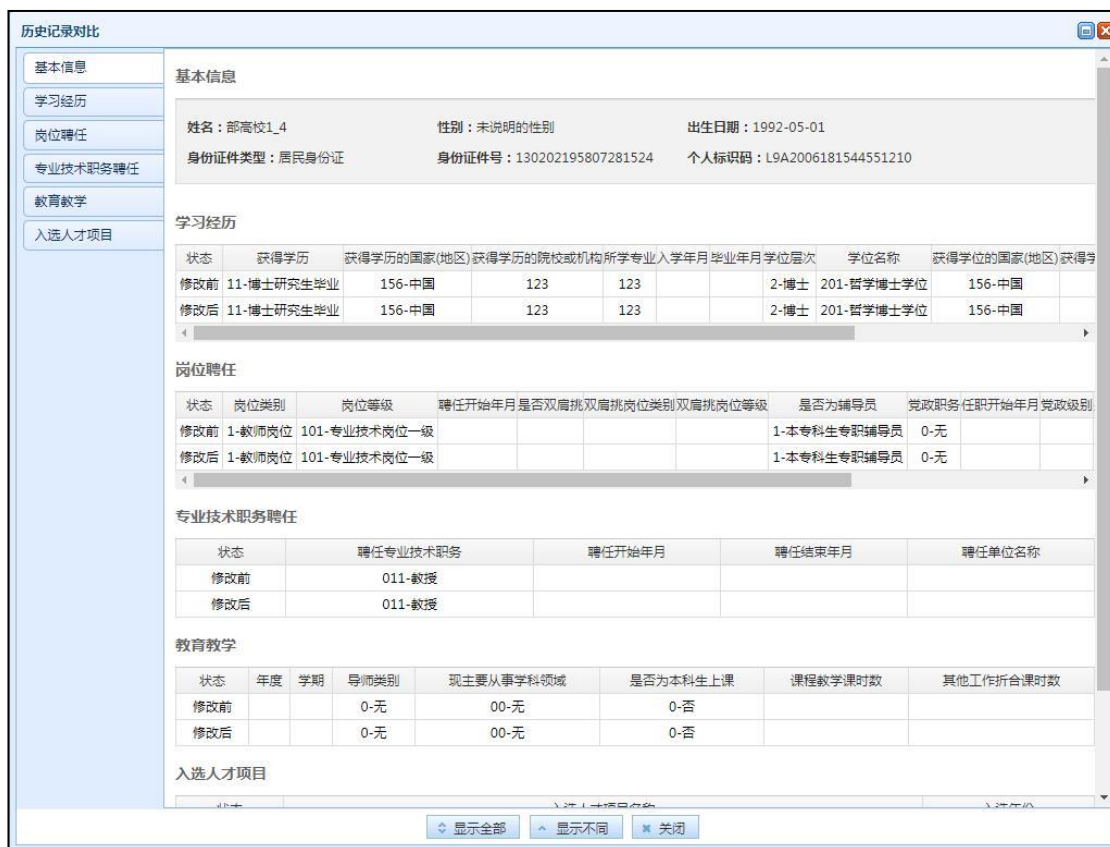 历史记录对比
基本信息
学习经历
岗位聘任
专业技术职务聘任
教育教学
入选人才项目
基本信息
姓名：部高校1_4 性别：未说明的性别 出生日期：1992-05-01
身份证件类型：居民身份证 身份证件号：130202195807281524 个人标识码：L9A2006181544551210
学习经历
状态 获得学历 获得学历的国家(地区) 获得学历的院校或机构 所学专业 入学年月 毕业年月 学位层次 学位名称 获得学位的国家(地区) 获得学
修改前 11-博士研究生毕业 156-中国 123 123 2-博士 201-哲学博士学位 156-中国
修改后 11-博士研究生毕业 156-中国 123 123 2-博士 201-哲学博士学位 156-中国
岗位聘任
状态 岗位类别 岗位等级 聘任开始年月 是否双肩挑 双肩挑岗位类别 双肩挑岗位等级 是否为辅导员 党政职务 任职开始年月 党政级别
修改前 1-教师岗位 101-专业技术岗位一级 1-本专科生专职辅导员 0-无
修改后 1-教师岗位 101-专业技术岗位一级 1-本专科生专职辅导员 0-无
专业技术职务聘任
状态 聘任专业技术职务 聘任开始年月 聘任结束年月 聘任单位名称
修改前 011-教授
修改后 011-教授
教育教学
状态 年度 学期 导师类别 现主要从事学科领域 是否为本科生上课 课程教学课时数 其他工作折合课时数
修改前 0-无 00-无 0-否
修改后 0-无 00-无 0-否
入选人才项目
显示全部 显示不同 关闭